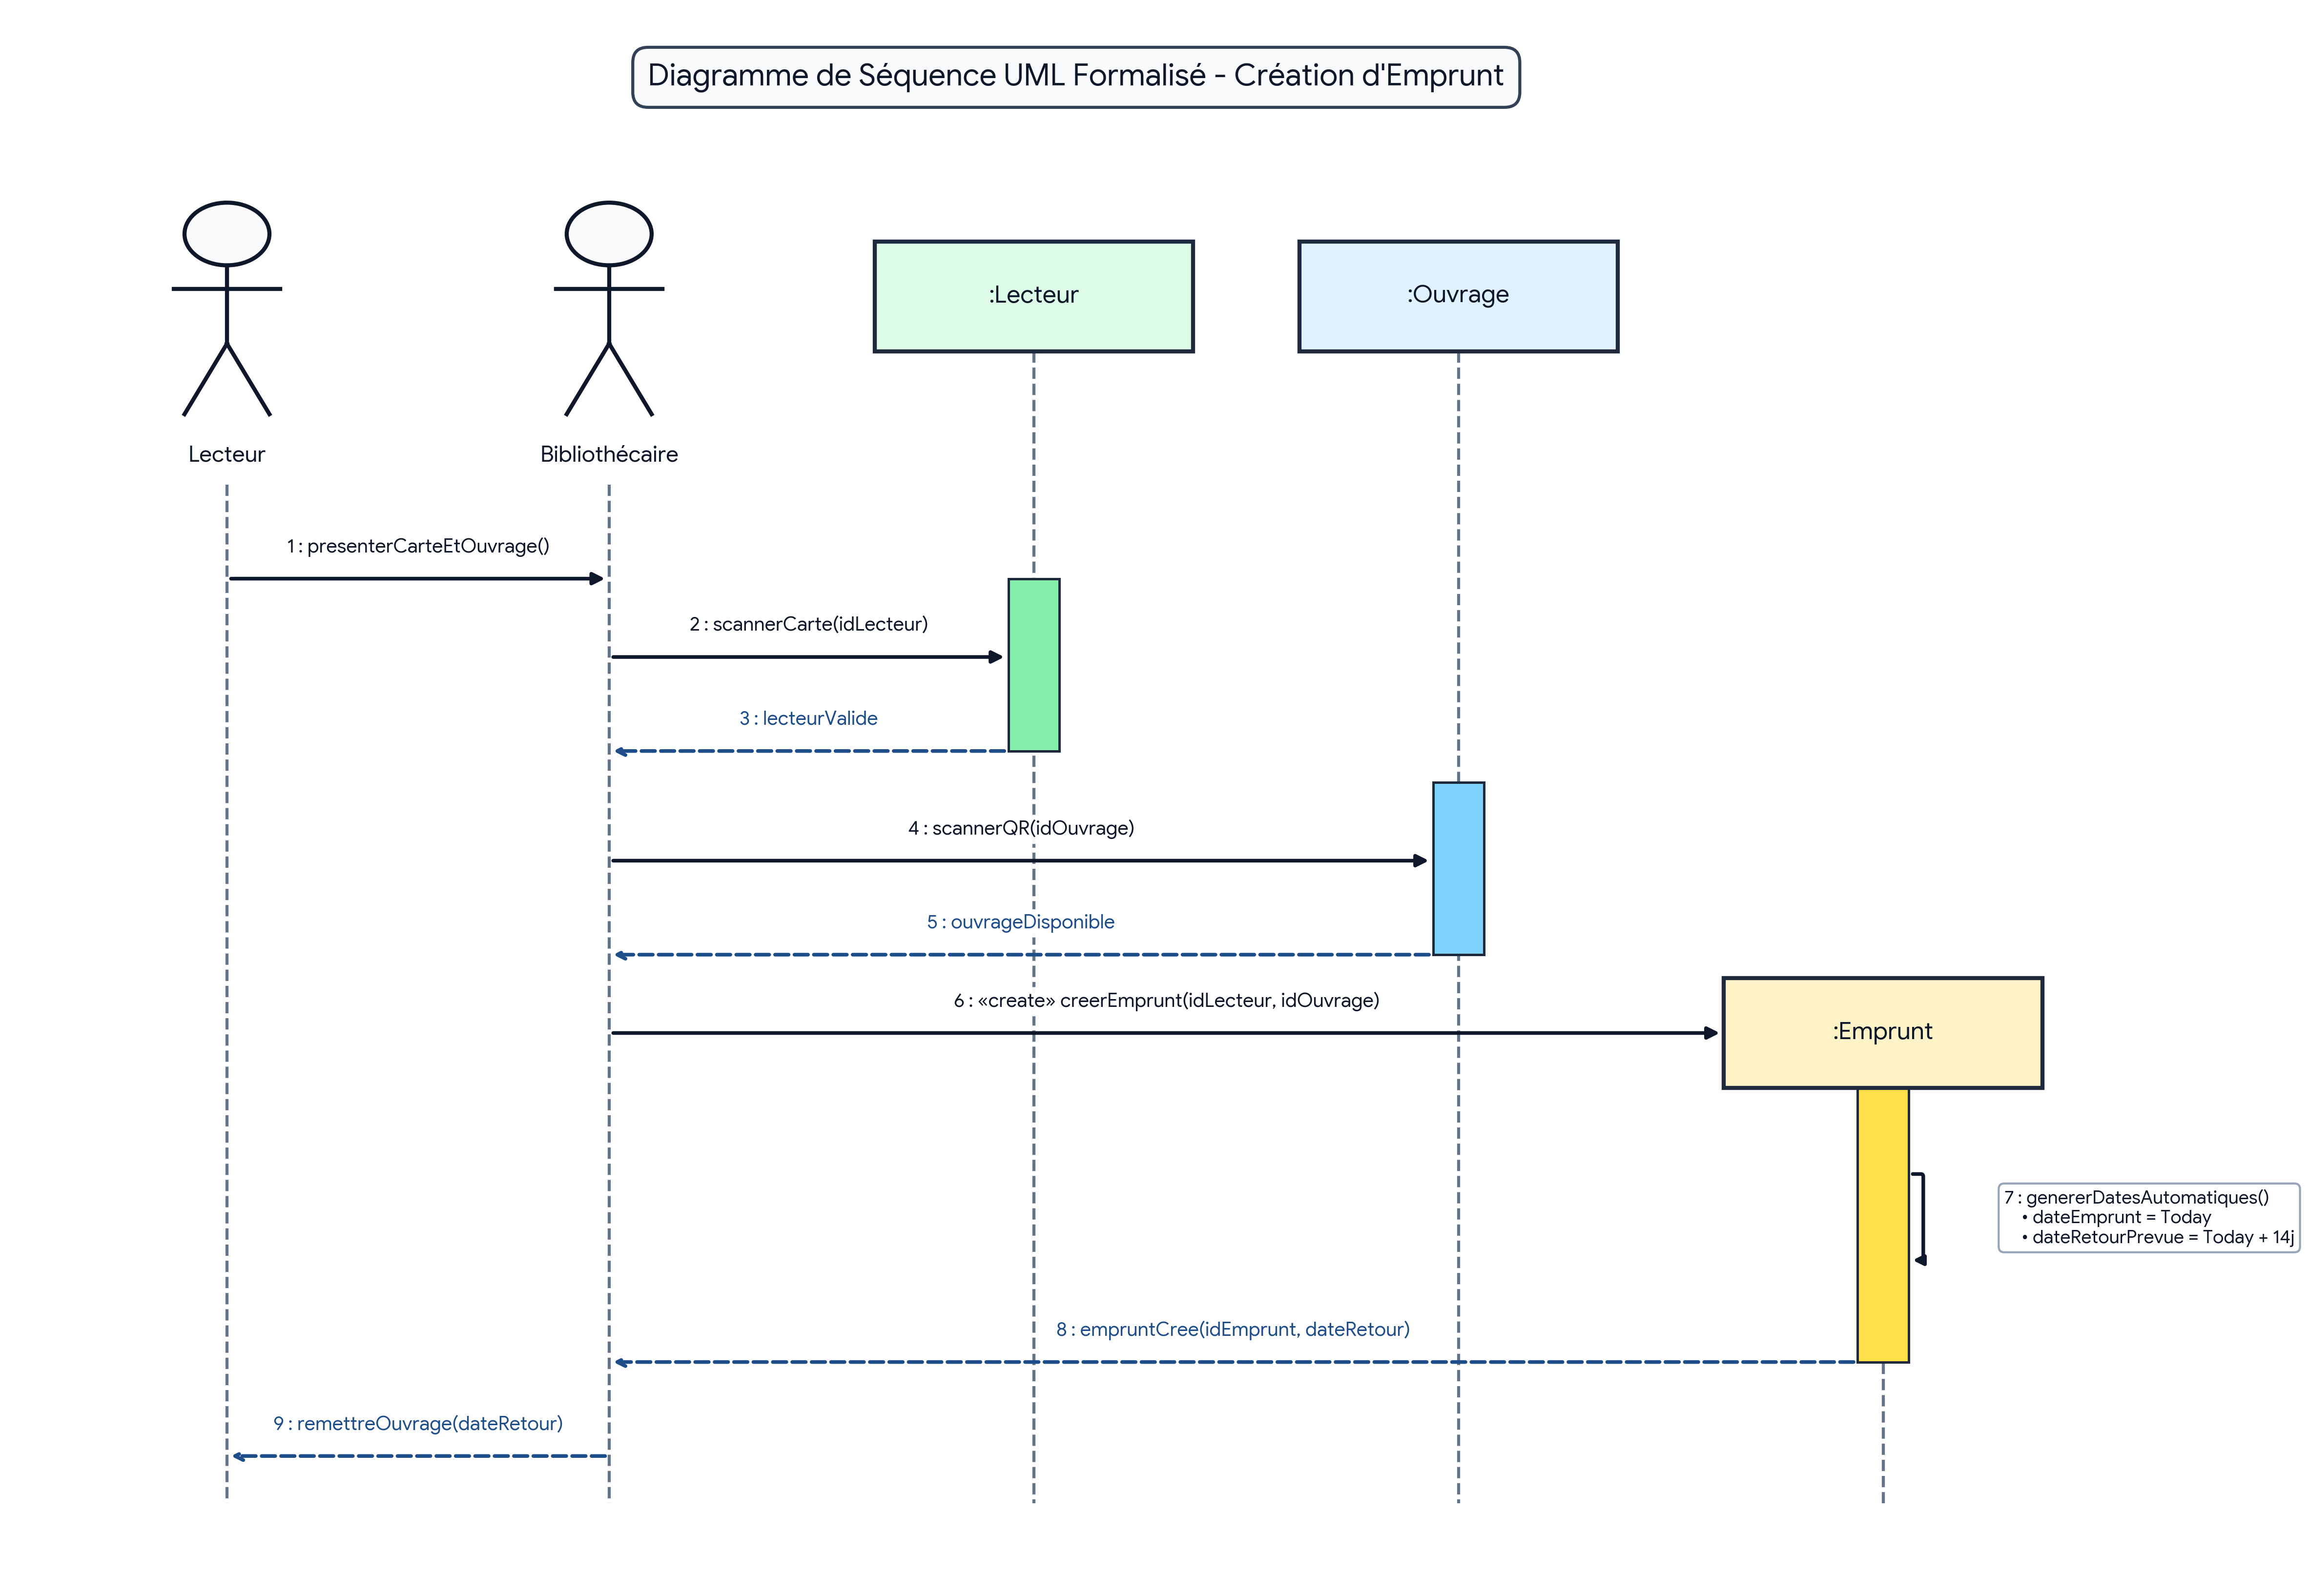 Diagramme de Séquence UML Formalisé - Création d'Emprunt
:Lecteur
:Ouvrage
Lecteur
Bibliothécaire
1 : presenterCarteEtOuvrage()
2 : scannerCarte(idLecteur)
3 : lecteurValide
4 : scannerQR(idOuvrage)
5 : ouvrageDisponible
6 : «create» creerEmprunt(idLecteur, idOuvrage)
:Emprunt
7 : genererDatesAutomatiques()
• dateEmprunt = Today
• dateRetourPrevue = Today + 14j
8 : empruntCree(idEmprunt, dateRetour)
9 : remettreOuvrage(dateRetour)